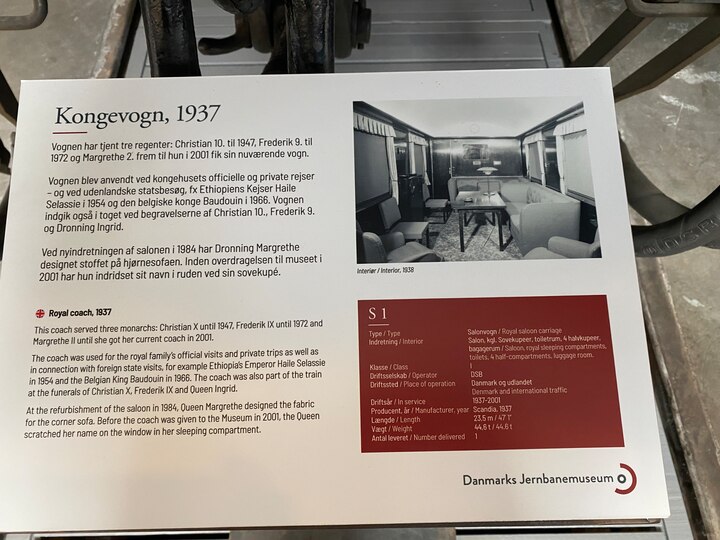 Kongevogn, 1937
Vognen har tjent tre regenter: Christian 10. til 1947, Frederik 9. til
1972 og Margrethe 2. frem til hun i 2001 fik sin nuværende vogn.
Vognen blev anvendt ved kongehusets officielle og private rejser
– og ved udenlandske statsbesøg, fx Ethiopiens Kejser Haile
Selassie i 1954 og den belgiske konge Baudouin i 1966. Vognen
indgik også i toget ved begravelserne af Christian 10., Frederik 9.
og Dronning Ingrid.
Ved nyindretningen af salonen i 1984 har Dronning Margrethe
designet stoffet på hjørnesofaen. Inden overdragelsen til museet i
2001 har hun indridset sit navn i ruden ved sin sovekupé.
Royal coach, 1937
This coach served three monarchs: Christian X until 1947, Frederik IX until 1972 and
Margrethe II until she got her current coach in 2001.
The coach was used for the royal family's official visits and private trips as well as
in connection with foreign state visits, for example Ethiopia's Emperor Haile Selassie
in 1954 and the Belgian King Baudouin in 1966. The coach was also part of the train
at the funerals of Christian X, Frederik IX and Queen Ingrid.
At the refurbishment of the saloon in 1984, Queen Margrethe designed the fabric
for the corner sofa. Before the coach was given to the Museum in 2001, the Queen
scratched her name on the window in her sleeping compartment.
Interiør / Interior, 1938
S 1
Type / Type Salonvogn / Royal saloon carriage
Indretning / Interior Salon, kgl. Sovekupeer, toiletrum, 4 halvkupeer,
bagagerum / Saloon, royal sleeping compartments,
toilets, 4 half-compartments, luggage room.
Klasse / Class I
Driftsselskab / Operator DSB
Driftssted / Place of operation Danmark og udlandet
Denmark and international traffic
Driftsår / In service 1937-2001
Producent, år / Manufacturer, year Scandia, 1937
Længde / Length 23,5 m / 47' 1"
Vægt / Weight 44,6 t / 44.6 t
Antal leveret / Number delivered 1
Danmarks Jernbanemuseum